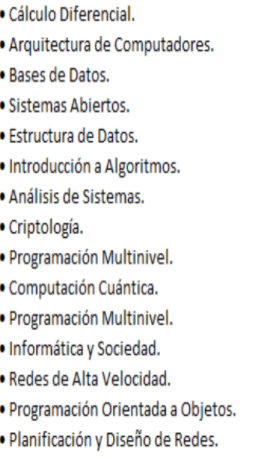 • Cálculo Diferencial.
• Arquitectura de Computadores.
• Bases de Datos.
• Sistemas Abiertos.
• Estructura de Datos.
• Introducción a Algoritmos.
• Análisis de Sistemas.
• Criptología.
• Programación Multinivel.
• Computación Cuántica.
• Programación Multinivel.
• Informática y Sociedad.
• Redes de Alta Velocidad.
• Programación Orientada a Objetos.
• Planificación y Diseño de Redes.